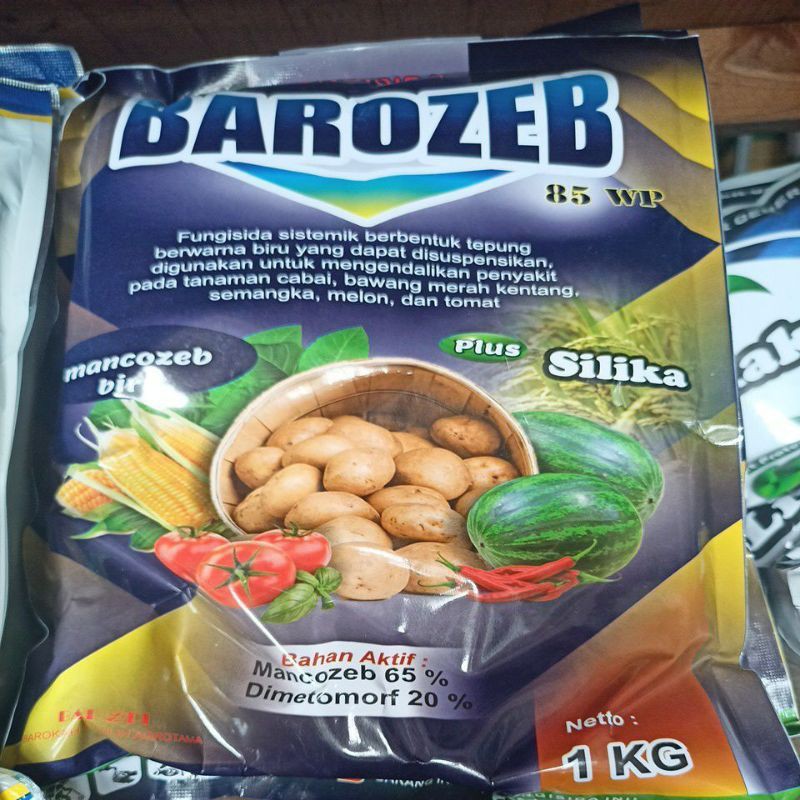 BAROZEB
85 WP
Fungisida sistemik berbentuk tepung
berwarna biru yang dapat disuspensikan,
digunakan untuk mengendalikan penyakit
pada tanaman cabai, bawang merah kentang,
semangka, melon, dan tomat
mancozeb
Plus Silika
Bahan Aktif :
Mancozeb 65 %
Dimetomorf 20 %
Netto :
1 KG